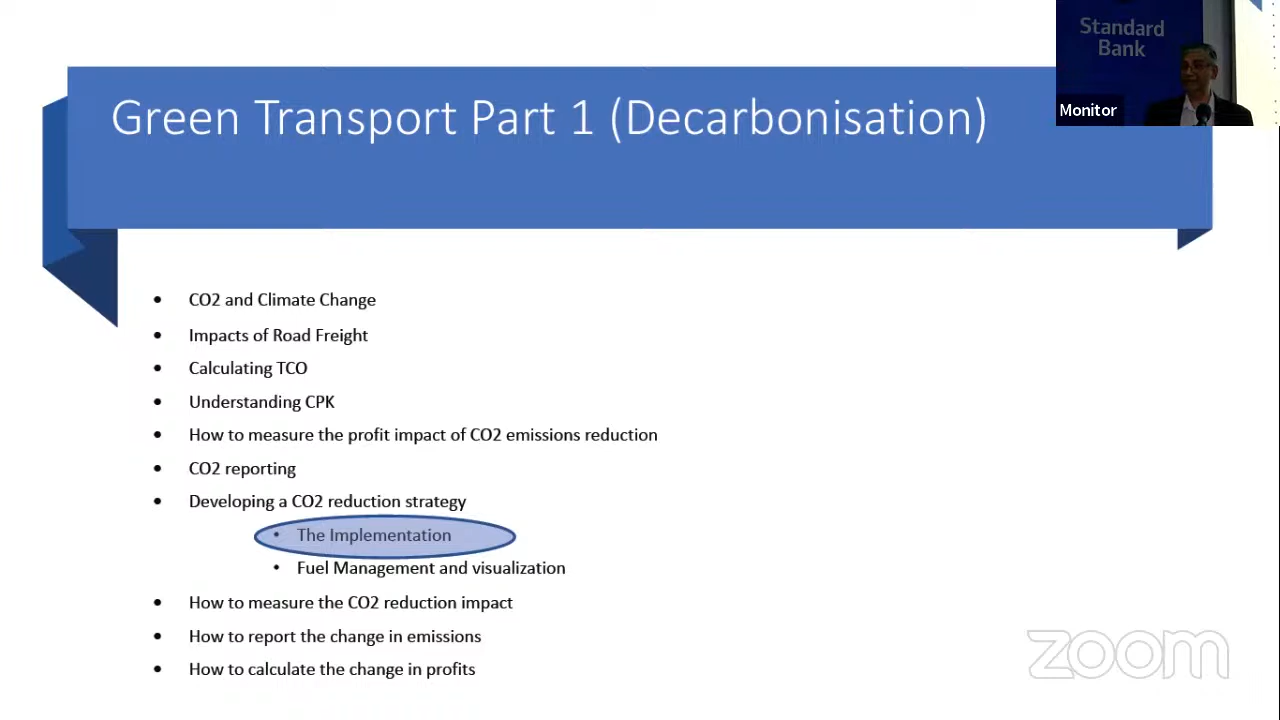 Standard
Bank
Monitor
Green Transport Part 1 (Decarbonisation)
• CO2 and Climate Change
• Impacts of Road Freight
• Calculating TCO
• Understanding CPK
• How to measure the profit impact of CO2 emissions reduction
• CO2 reporting
• Developing a CO2 reduction strategy
• The Implementation
• Fuel Management and visualization
• How to measure the CO2 reduction impact
• How to report the change in emissions
• How to calculate the change in profits
zoom